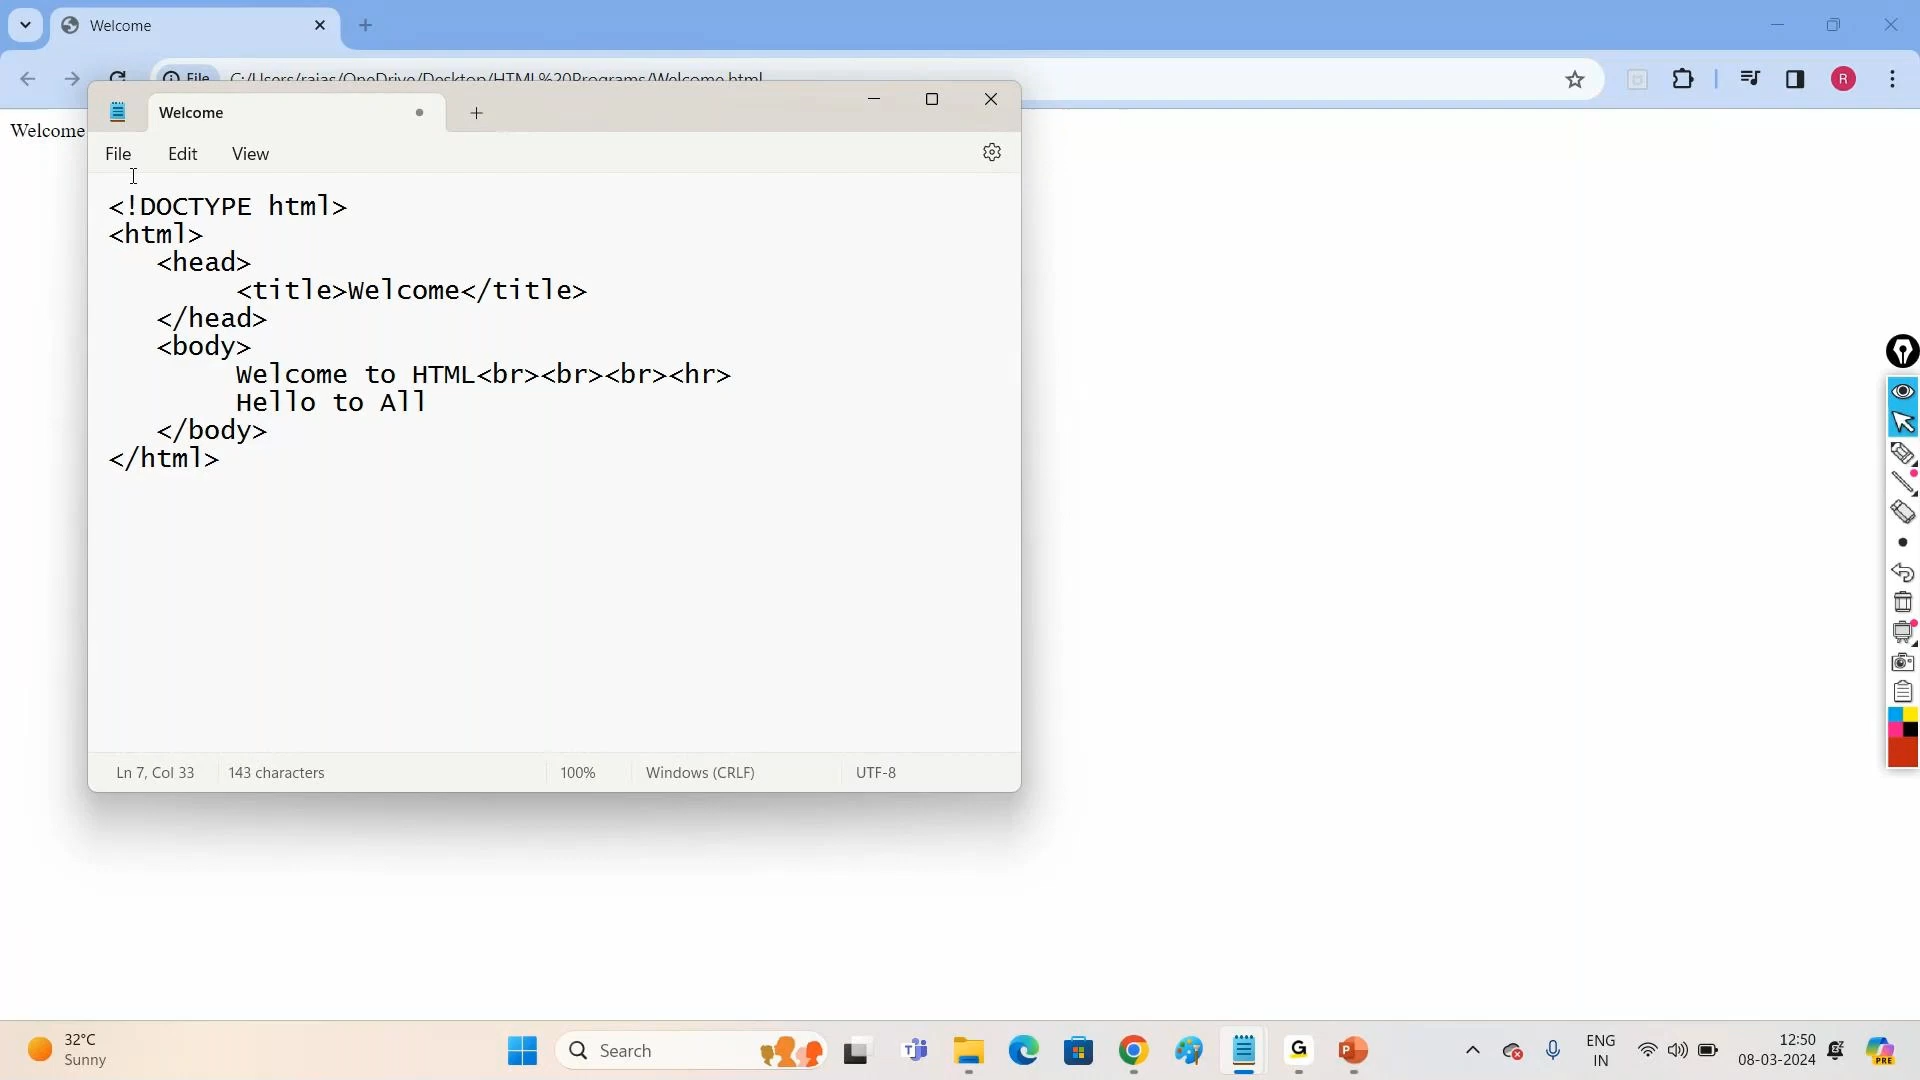 Welcome
File
C:/Users/rajas/OneDrive/Desktop/HTML%20Programs/Welcome.html
R
Welcome
Welcome
File Edit View
<!DOCTYPE html>
<html>
<head>
<title>Welcome</title>
</head>
<body>
Welcome to HTML<br><br><br><hr>
Hello to All
</body>
</html>
Ln 7, Col 33
143 characters
100%
Windows (CRLF)
UTF-8
32°C
Sunny
Search
ENG
IN
12:50
08-03-2024
PRE